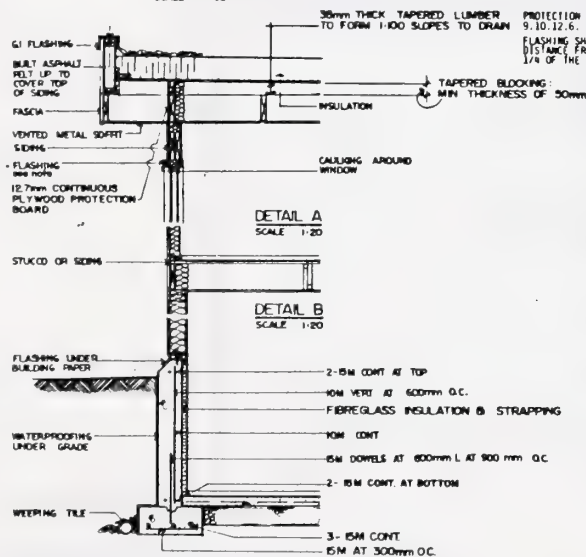 38mm THICK TAPERED LUMBER
TO FORM 1:100 SLOPES TO DRAIN
PROTECTION
9.10.12.6.
FLASHING SH
DISTANCE FR
1/4 OF THE
G.I FLASHING
BUILT ASPHALT
FELT UP TO
COVER TOP
OF SIDING
TAPERED BLOCKING:
MIN THICKNESS OF 50mm
FASCIA
INSULATION
VENTED METAL SOFFIT
SIDING
FLASHING
see note
CAULKING AROUND
WINDOW
12.7mm CONTINUOUS
PLYWOOD PROTECTION
BOARD
DETAIL A
SCALE 1:20
STUCCO OR SIDING
DETAIL B
SCALE 1:20
FLASHING UNDER
BUILDING PAPER
2-15M CONT AT TOP
10M VERT AT 600mm O.C.
FIBREGLASS INSULATION & STRAPPING
WATERPROOFING
UNDER GRADE
10M CONT
15M DOWELS AT 600mm L AT 900 mm O.C
2- 15M CONT. AT BOTTOM
WEEPING TILE
3- 15M CONT.
15M AT 300mm O.C.